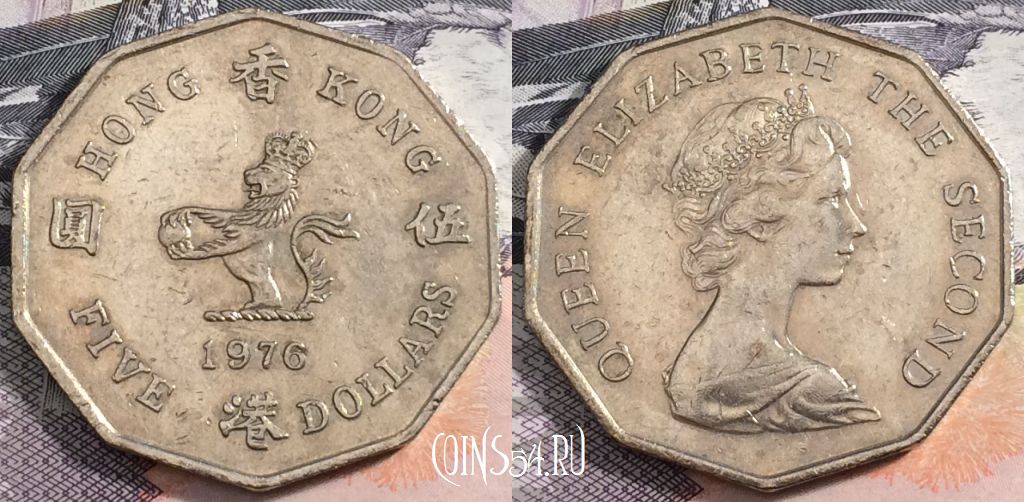 HONG 香 KONG
圓 伍
1976
FIVE 港 DOLLARS
QUEEN ELIZABETH THE SECOND
COINS54.RU